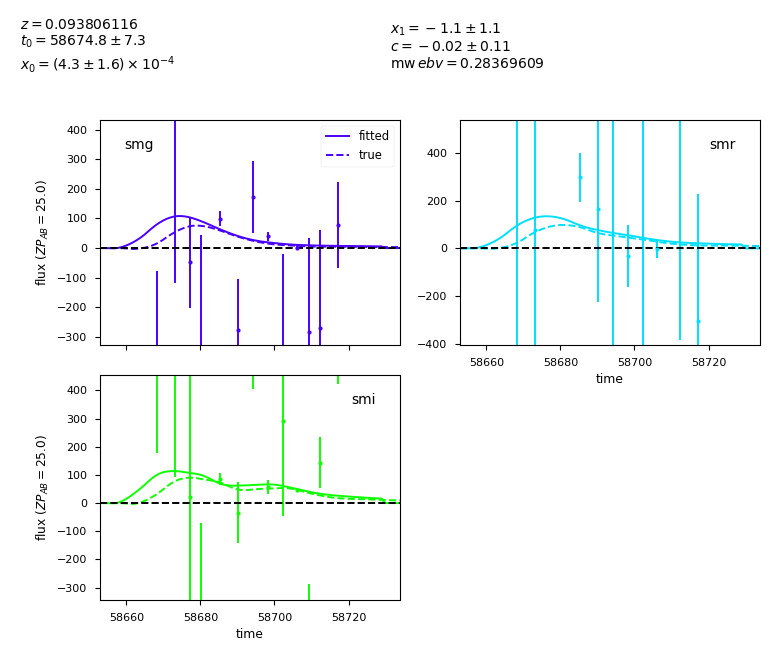 z = 0.093806116
t₀ = 58674.8 ± 7.3
x₀ = (4.3 ± 1.6) × 10⁻⁴
x₁ = −1.1 ± 1.1
c = −0.02 ± 0.11
mw ebv = 0.28369609
smg
fitted
true
400
300
200
100
0
−100
−200
−300
flux (ZP_AB = 25.0)
smr
400
200
0
−200
−400
58660 58680 58700 58720
time
smi
400
300
200
100
0
−100
−200
−300
flux (ZP_AB = 25.0)
58660 58680 58700 58720
time